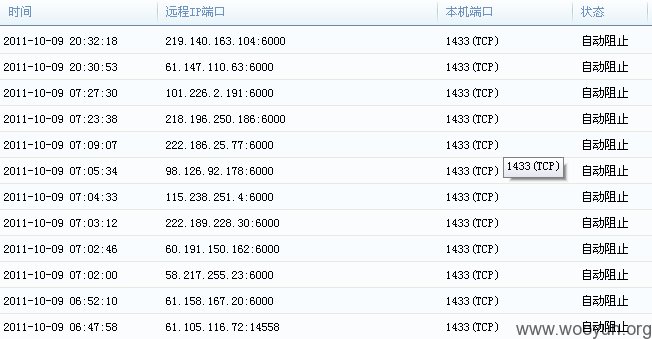 时间 远程IP端口 本机端口 状态
2011-10-09 20:32:18 219.140.163.104:6000 1433(TCP) 自动阻止
2011-10-09 20:30:53 61.147.110.63:6000 1433(TCP) 自动阻止
2011-10-09 07:27:30 101.226.2.191:6000 1433(TCP) 自动阻止
2011-10-09 07:23:38 218.196.250.186:6000 1433(TCP) 自动阻止
2011-10-09 07:09:07 222.186.25.77:6000 1433(TCP) 自动阻止
1433(TCP)
2011-10-09 07:05:34 98.126.92.178:6000 1433(TCP) 自动阻止
2011-10-09 07:04:33 115.238.251.4:6000 1433(TCP) 自动阻止
2011-10-09 07:03:12 222.189.228.30:6000 1433(TCP) 自动阻止
2011-10-09 07:02:46 60.191.150.162:6000 1433(TCP) 自动阻止
2011-10-09 07:02:00 58.217.255.23:6000 1433(TCP) 自动阻止
2011-10-09 06:52:10 61.158.167.20:6000 1433(TCP) 自动阻止
2011-10-09 06:47:58 61.105.116.72:14558 1433(TCP) 自动阻止
www.wooyun.org